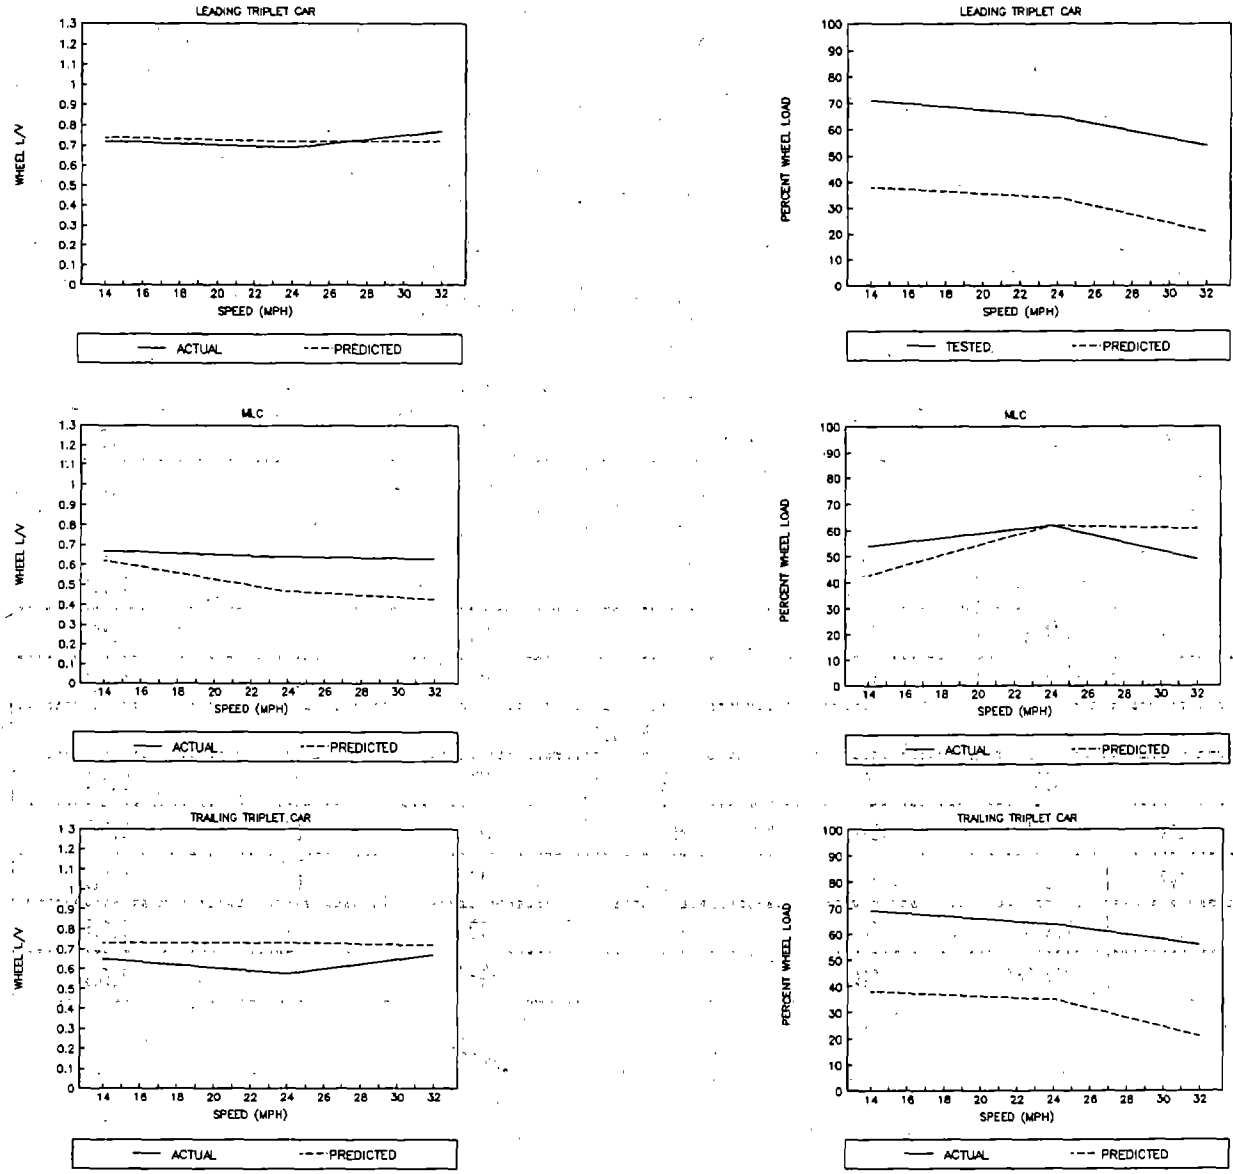 LEADING TRIPLET CAR
1.3
1.2
1.1
1
0.9
0.8
0.7
0.6
0.5
0.4
0.3
0.2
0.1
0
WHEEL L/V
14 16 18 20 22 24 26 28 30 32
SPEED (MPH)
ACTUAL PREDICTED
LEADING TRIPLET CAR
100
90
80
70
60
50
40
30
20
10
0
PERCENT WHEEL LOAD
14 16 18 20 22 24 26 28 30 32
SPEED (MPH)
TESTED PREDICTED
MLC
1.3
1.2
1.1
1
0.9
0.8
0.7
0.6
0.5
0.4
0.3
0.2
0.1
0
WHEEL L/V
14 16 18 20 22 24 26 28 30 32
SPEED (MPH)
ACTUAL PREDICTED
MLC
100
90
80
70
60
50
40
30
20
10
0
PERCENT WHEEL LOAD
14 16 18 20 22 24 26 28 30 32
SPEED (MPH)
ACTUAL PREDICTED
TRAILING TRIPLET CAR
1.3
1.2
1.1
1
0.9
0.8
0.7
0.6
0.5
0.4
0.3
0.2
0.1
0
WHEEL L/V
14 16 18 20 22 24 26 28 30 32
SPEED (MPH)
ACTUAL PREDICTED
TRAILING TRIPLET CAR
100
90
80
70
60
50
40
30
20
10
0
PERCENT WHEEL LOAD
14 16 18 20 22 24 26 28 30 32
SPEED (MPH)
ACTUAL PREDICTED